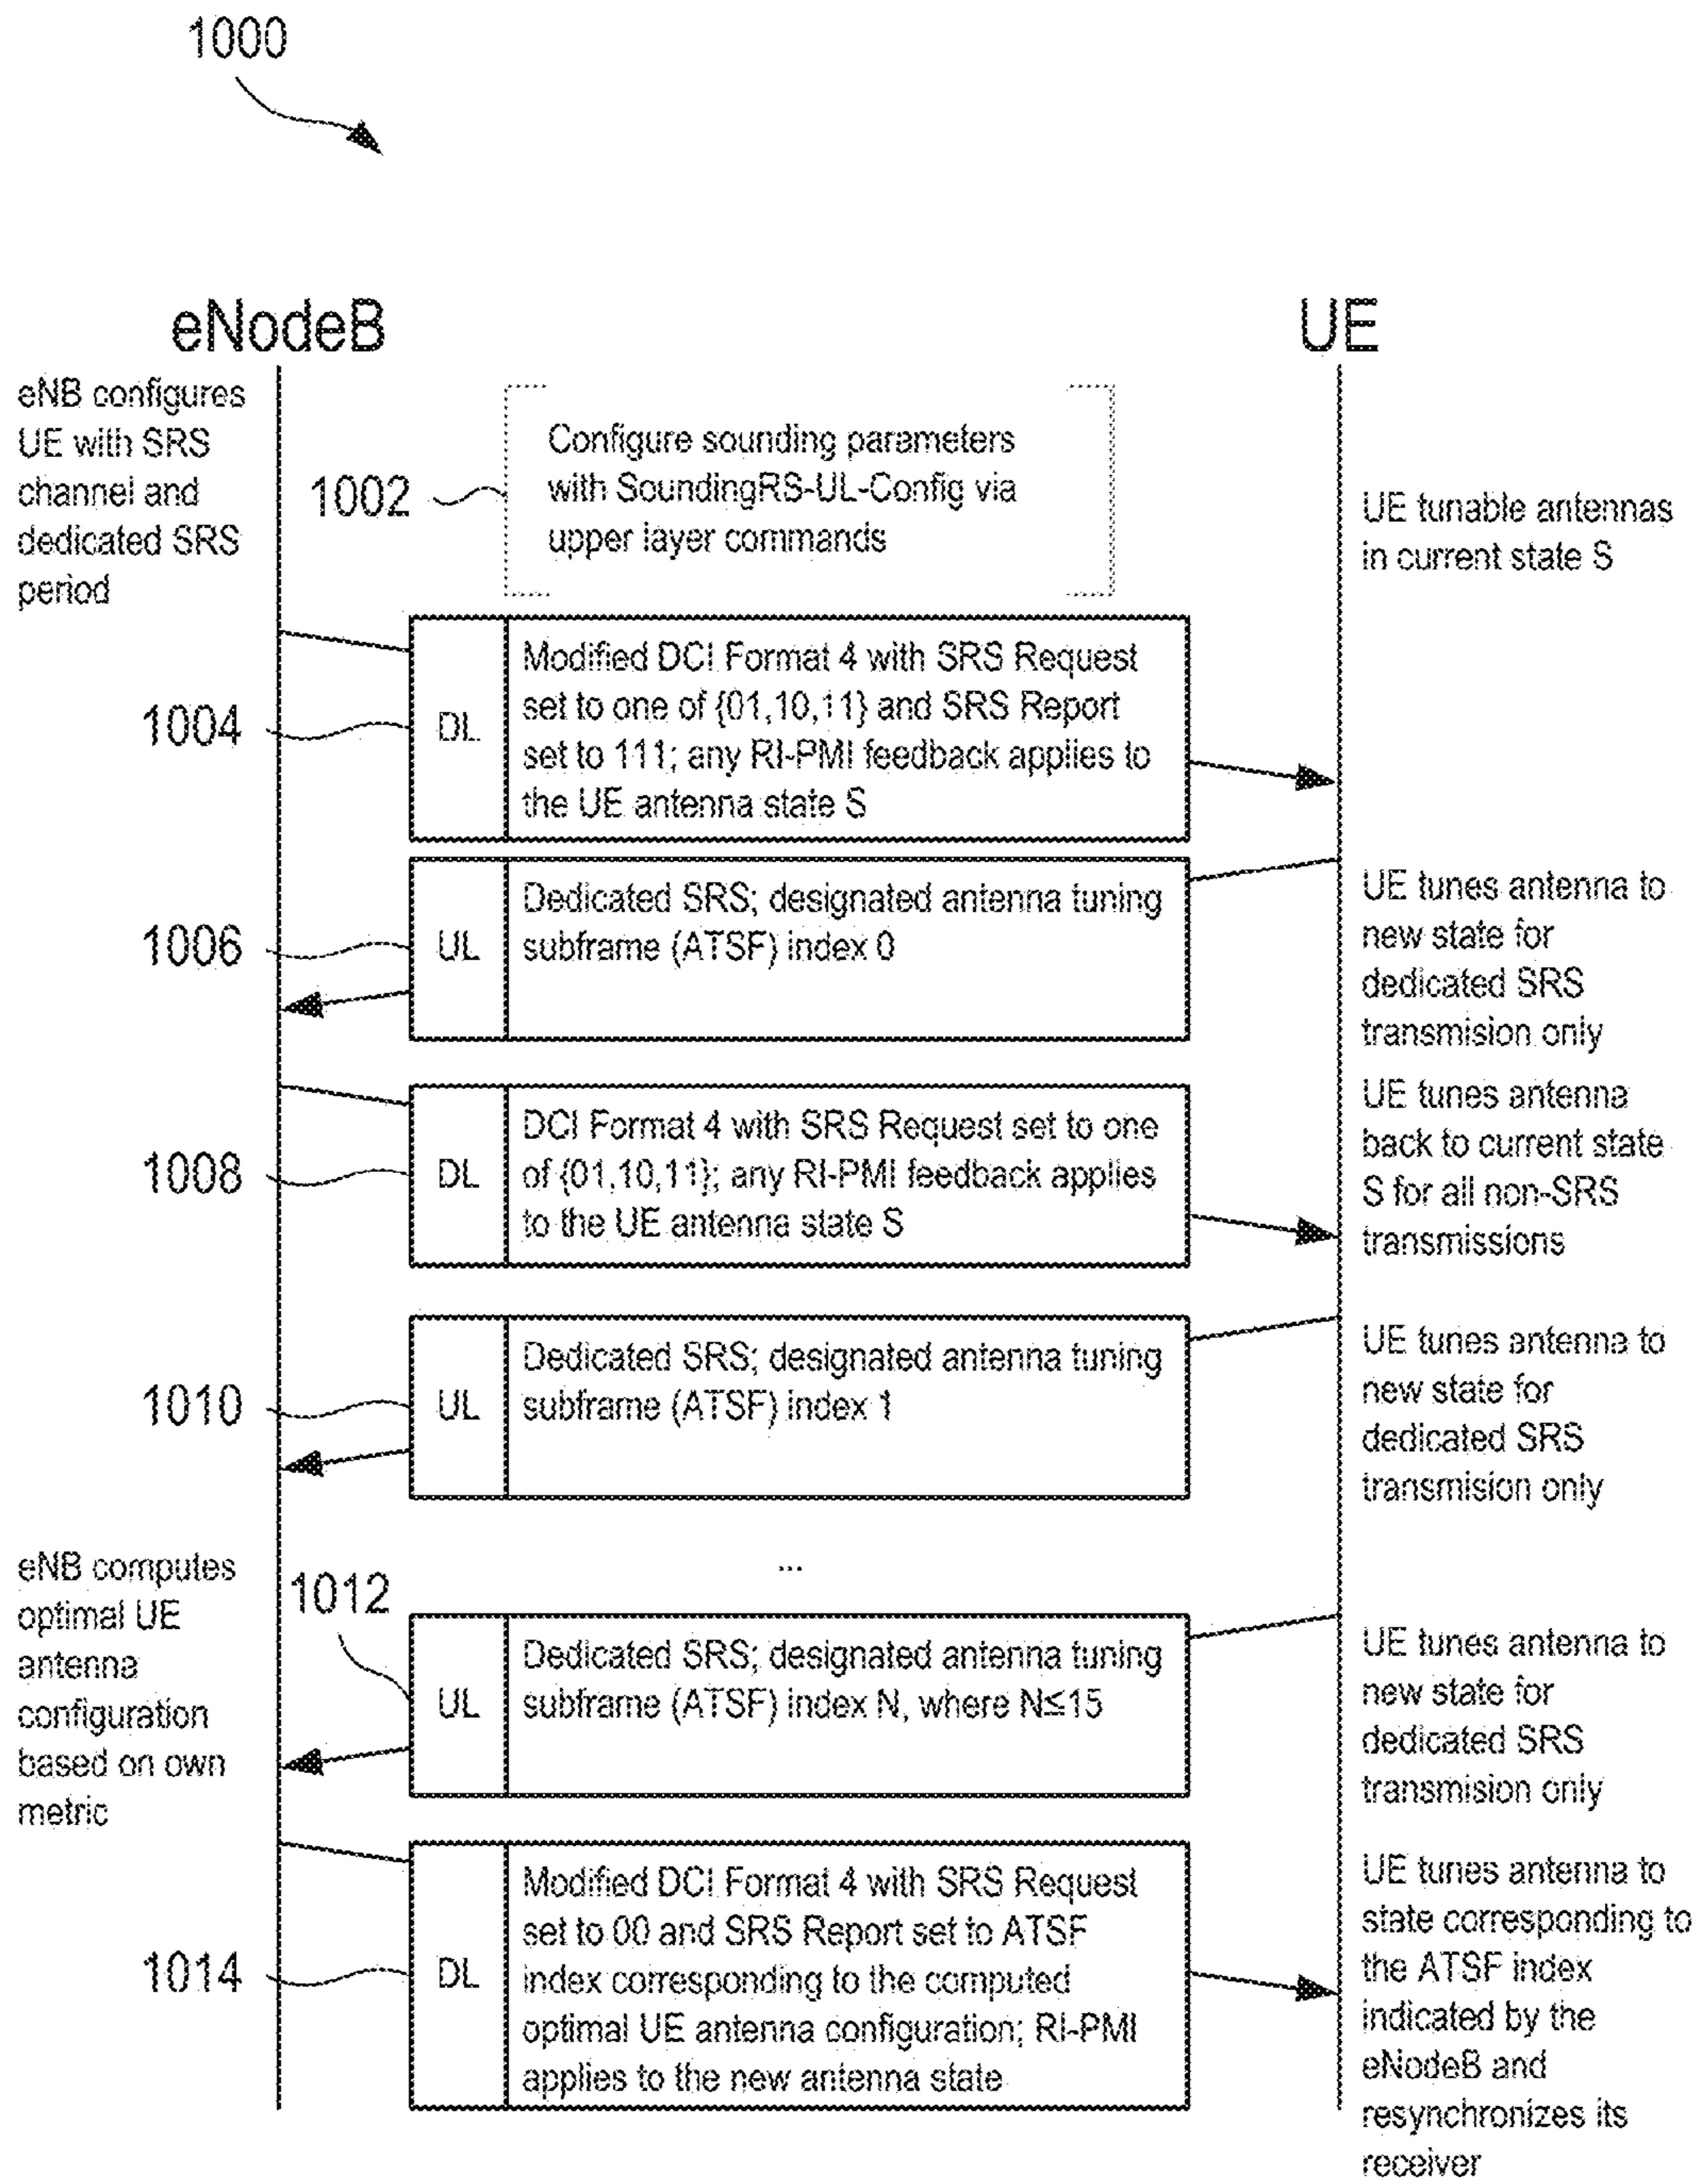 1000
eNodeB
UE
eNB configures
UE with SRS
channel and
dedicated SRS
period
1002
Configure sounding parameters
with SoundingRS-UL-Config via
upper layer commands
UE tunable antennas
in current state S
1004
DL
Modified DCI Format 4 with SRS Request
set to one of {01,10,11} and SRS Report
set to 111; any RI-PMI feedback applies to
the UE antenna state S
1006
UL
Dedicated SRS; designated antenna tuning
subframe (ATSF) index 0
UE tunes antenna to
new state for
dedicated SRS
transmision only
1008
DL
DCI Format 4 with SRS Request set to one
of {01,10,11}; any RI-PMI feedback applies
to the UE antenna state S
UE tunes antenna
back to current state
S for all non-SRS
transmissions
1010
UL
Dedicated SRS; designated antenna tuning
subframe (ATSF) index 1
UE tunes antenna to
new state for
dedicated SRS
transmision only
...
eNB computes
optimal UE
antenna
configuration
based on own
metric
1012
UL
Dedicated SRS; designated antenna tuning
subframe (ATSF) index N, where N≤15
UE tunes antenna to
new state for
dedicated SRS
transmision only
1014
DL
Modified DCI Format 4 with SRS Request
set to 00 and SRS Report set to ATSF
index corresponding to the computed
optimal UE antenna configuration; RI-PMI
applies to the new antenna state
UE tunes antenna to
state corresponding to
the ATSF index
indicated by the
eNodeB and
resynchronizes its
receiver